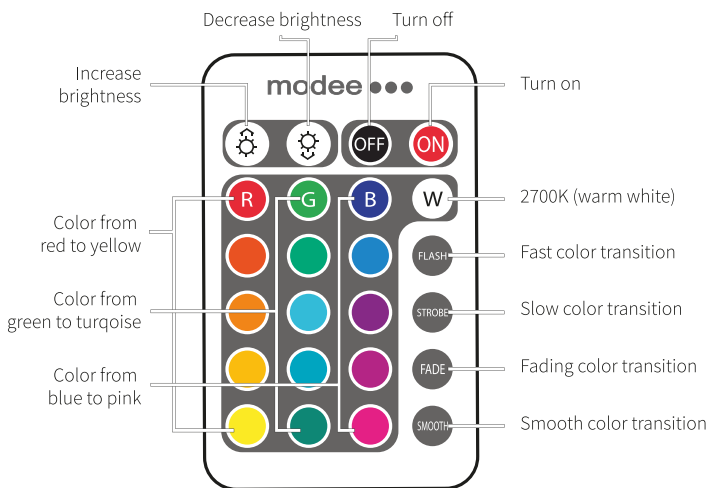 Decrease brightness
Turn off
Increase
brightness
modee
Turn on
OFF
ON
R
G
B
W
2700K (warm white)
Color from
red to yellow
FLASH
Fast color transition
Color from
green to turqoise
STROBE
Slow color transition
Color from
blue to pink
FADE
Fading color transition
SMOOTH
Smooth color transition